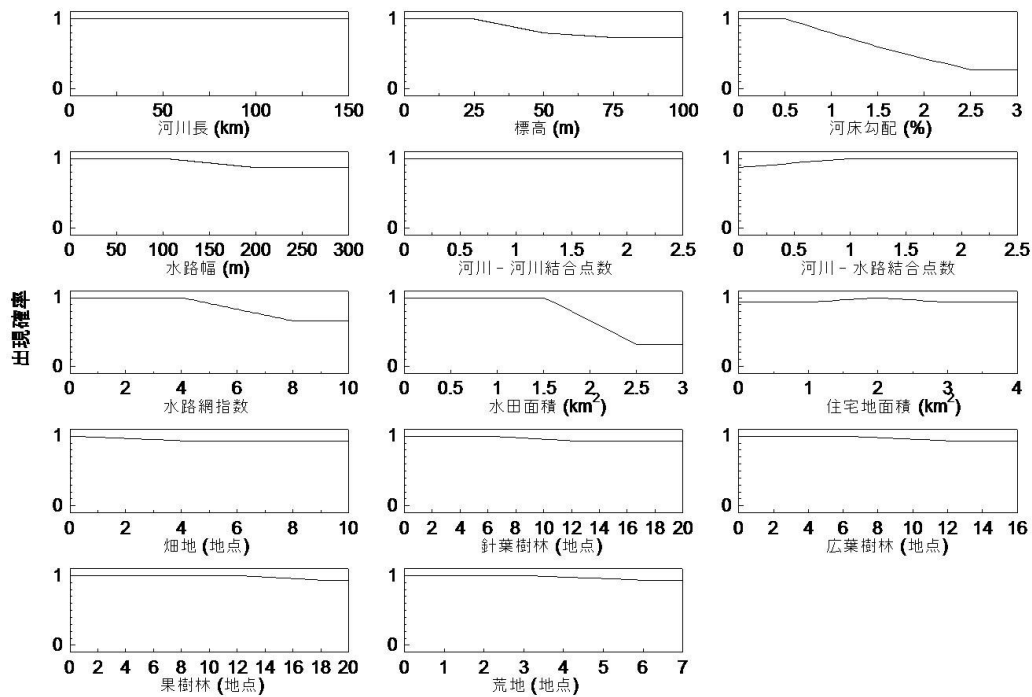 出現確率
1
0
0 50 100 150
河川長 (km)
1
0
0 25 50 75 100
標高 (m)
1
0
0 0.5 1 1.5 2 2.5 3
河床勾配 (%)
1
0
0 50 100 150 200 250 300
水路幅 (m)
1
0
0 0.5 1 1.5 2 2.5
河川 - 河川結合点数
1
0
0 0.5 1 1.5 2 2.5
河川 - 水路結合点数
1
0
0 2 4 6 8 10
水路網指数
1
0
0 0.5 1 1.5 2 2.5 3
水田面積 (km²)
1
0
0 1 2 3 4
住宅地面積 (km²)
1
0
0 2 4 6 8 10
畑地 (地点)
1
0
0 2 4 6 8 10 12 14 16 18 20
針葉樹林 (地点)
1
0
0 2 4 6 8 10 12 14 16
広葉樹林 (地点)
1
0
0 2 4 6 8 10 12 14 16 18 20
果樹林 (地点)
1
0
0 1 2 3 4 5 6 7
荒地 (地点)